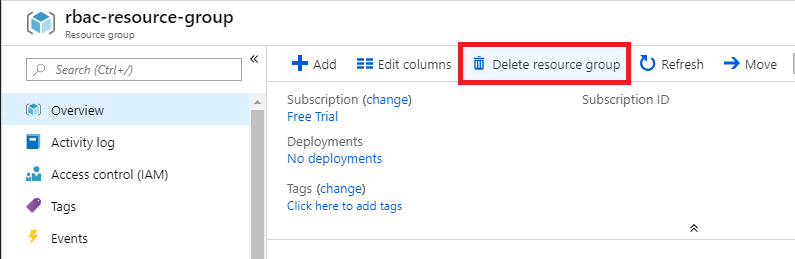 rbac-resource-group
Resource group
Search (Ctrl+/)
Overview
Activity log
Access control (IAM)
Tags
Events
Add Edit columns Delete resource group Refresh Move
Subscription (change) Subscription ID
Free Trial
Deployments
No deployments
Tags (change)
Click here to add tags